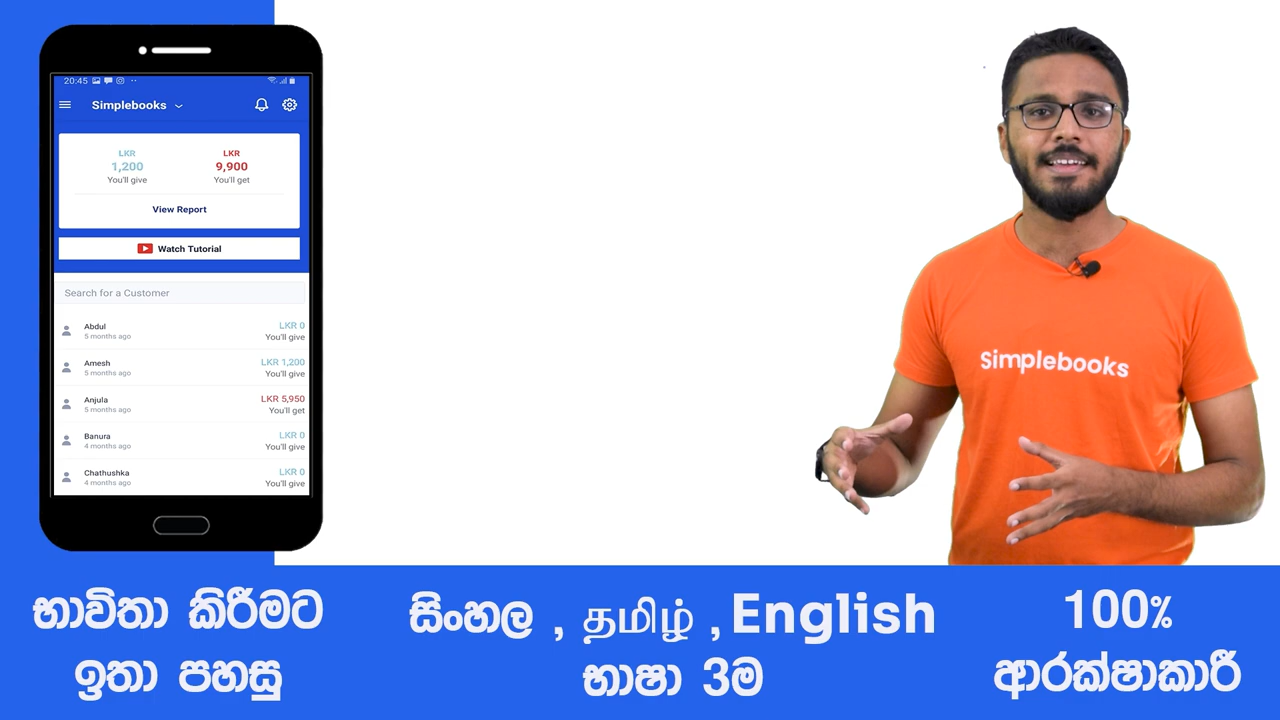 20:45
Simplebooks
LKR LKR
1,200 9,900
You'll give You'll get
View Report
Watch Tutorial
Search for a Customer
Abdul LKR 0
5 months ago You'll give
Amesh LKR 1,200
5 months ago You'll give
Anjula LKR 5,950
5 months ago You'll get
Banura LKR 0
4 months ago You'll give
Chathushka LKR 0
4 months ago You'll give
Simplebooks
භාවිතා කිරීමට
ඉතා පහසු
සිංහල , தமிழ் , English
භාෂා 3ම
100%
ආරක්ෂාකාරී